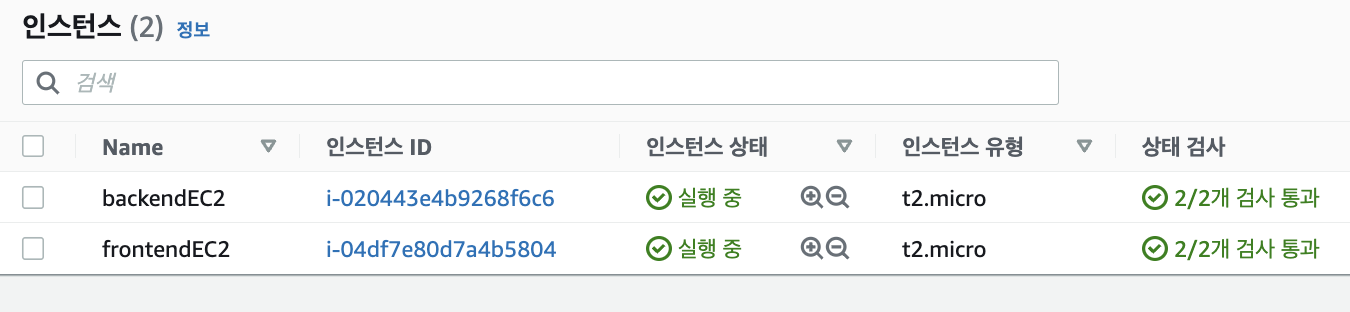 인스턴스 (2) 정보
검색
Name 인스턴스 ID 인스턴스 상태 인스턴스 유형 상태 검사
backendEC2 i-020443e4b9268f6c6 실행 중 t2.micro 2/2개 검사 통과
frontendEC2 i-04df7e80d7a4b5804 실행 중 t2.micro 2/2개 검사 통과